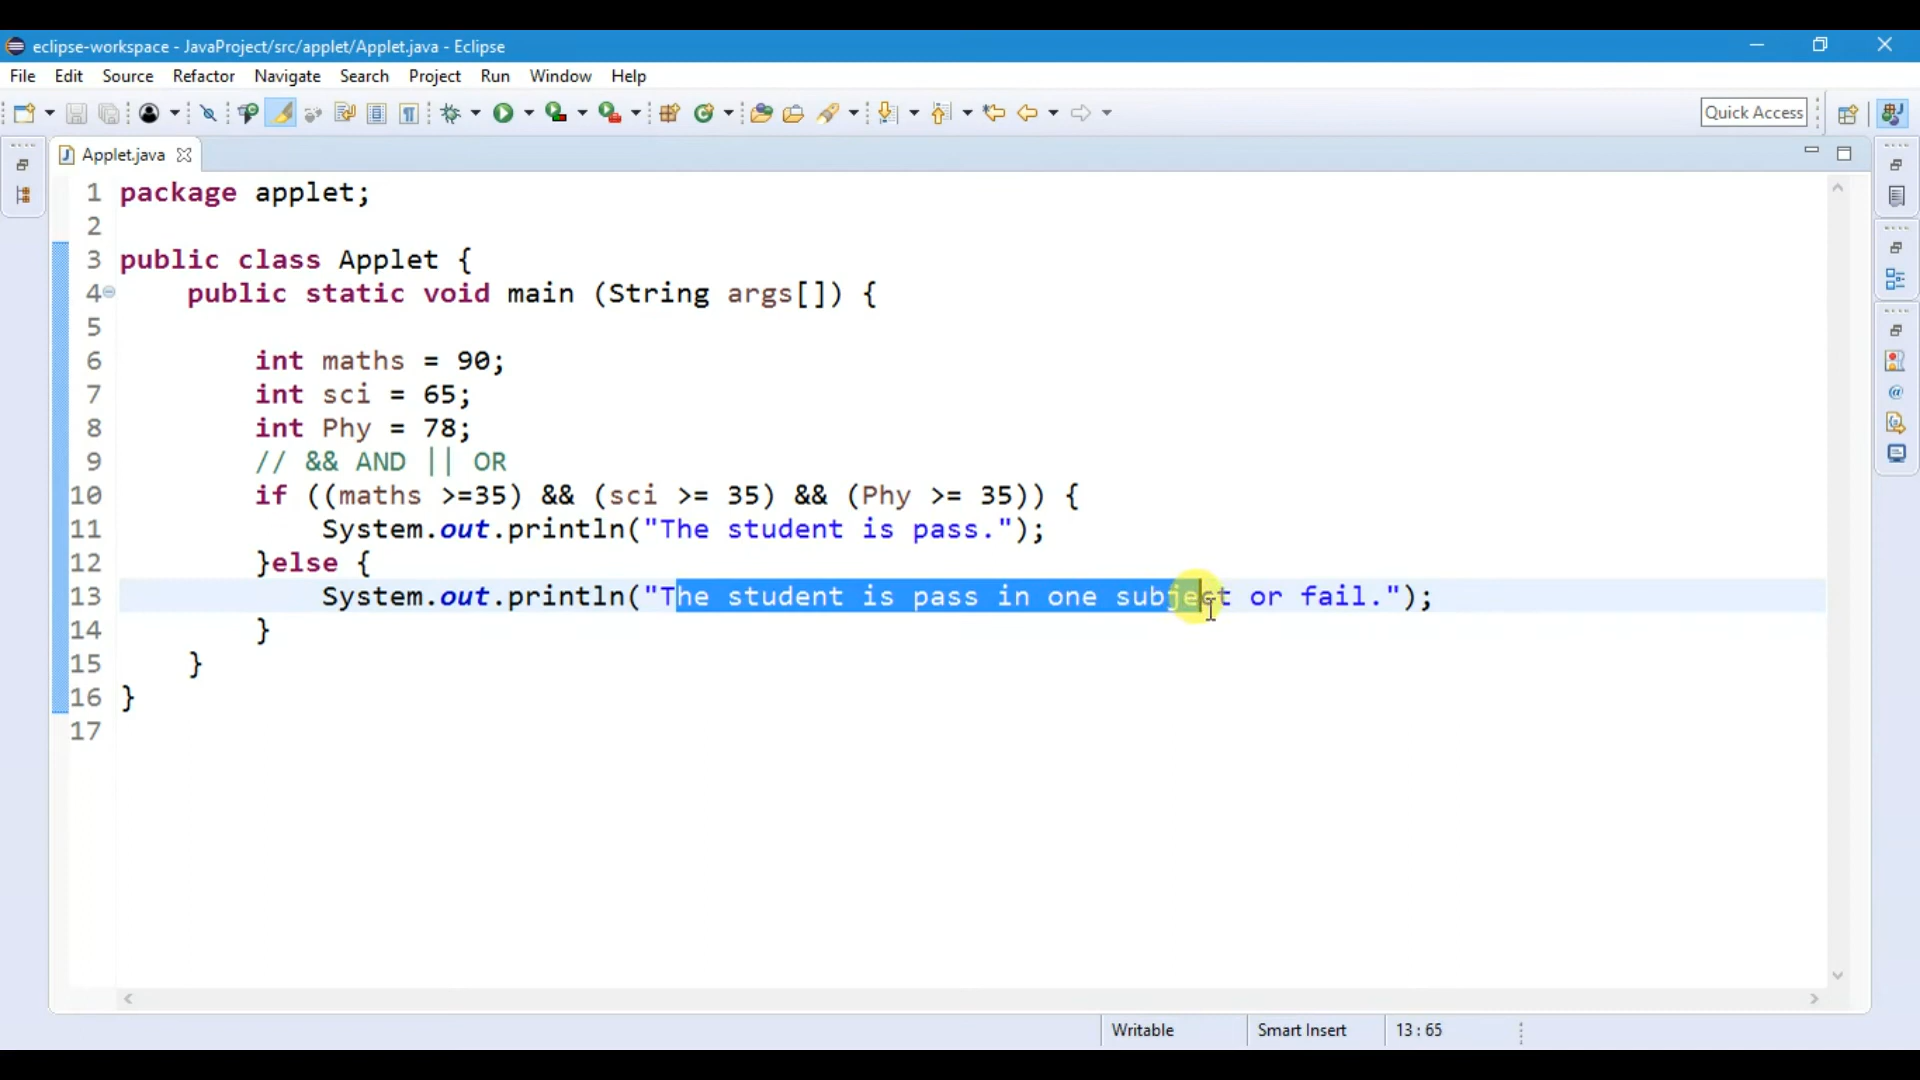 eclipse-workspace - JavaProject/src/applet/Applet.java - Eclipse
File Edit Source Refactor Navigate Search Project Run Window Help
Quick Access
Applet.java
1 package applet;
2
3 public class Applet {
4 public static void main (String args[]) {
5
6 int maths = 90;
7 int sci = 65;
8 int Phy = 78;
9 // && AND || OR
10 if ((maths >=35) && (sci >= 35) && (Phy >= 35)) {
11 System.out.println("The student is pass.");
12 }else {
13 System.out.println("The student is pass in one subject or fail.");
14 }
15 }
16 }
17
Writable Smart Insert 13 : 65